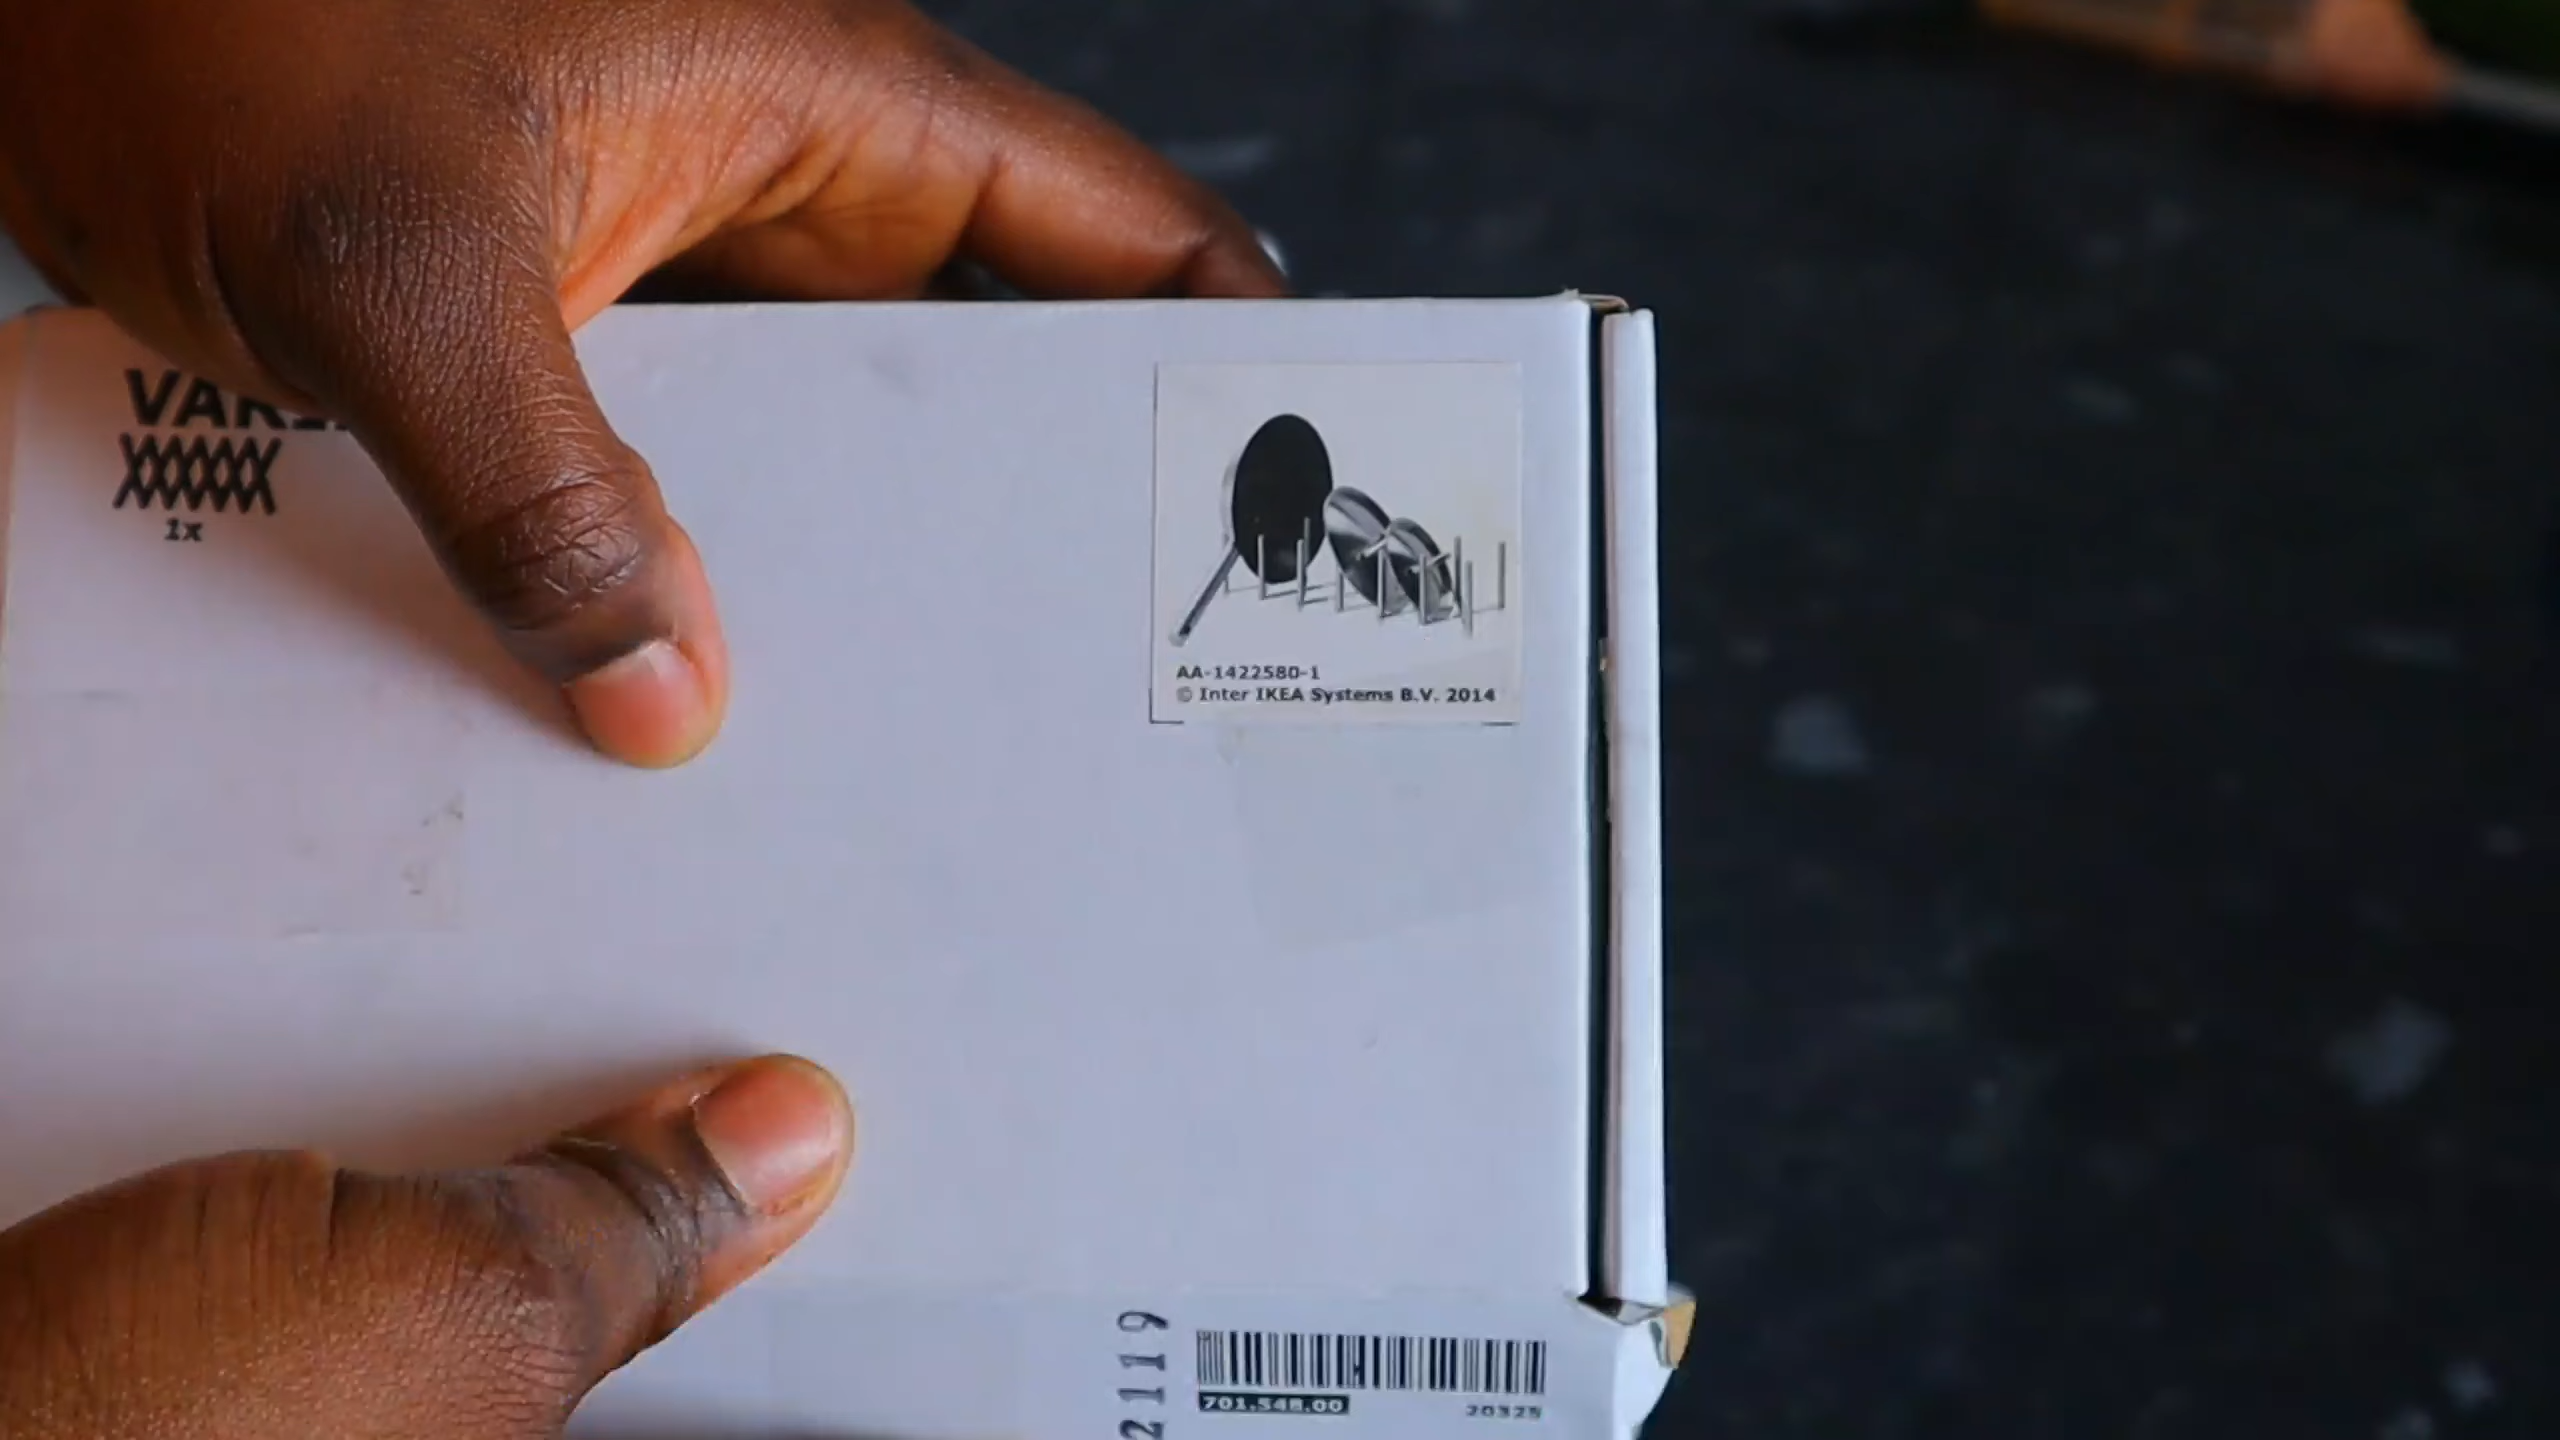 1x
AA-1422580-1
© Inter IKEA Systems B.V. 2014
2119
701.548.00
20325